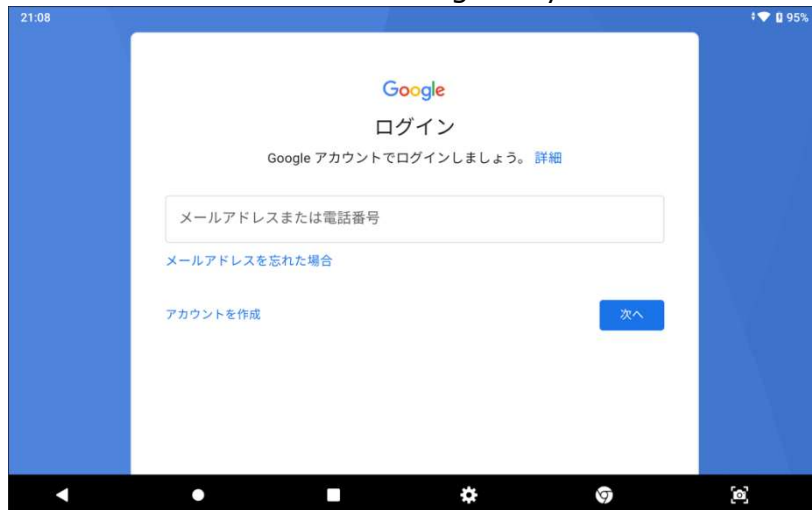 21:08
95%
Google
ログイン
Google アカウントでログインしましょう。 詳細
メールアドレスまたは電話番号
メールアドレスを忘れた場合
アカウントを作成
次へ